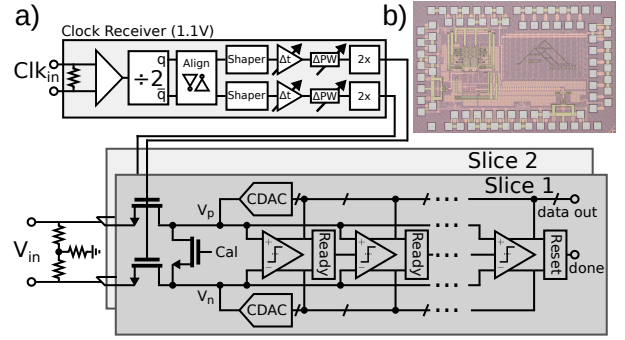 a)
b)
Clock Receiver (1.1V)
Clk_in
÷2
q
q̅
Align
Shaper
Δt
ΔPW
2x
Shaper
Δt
ΔPW
2x
Slice 2
Slice 1
V_in
V_p
V_n
CDAC
Cal
+
−
Ready
+
−
Ready
+
−
Reset
data out
done
CDAC